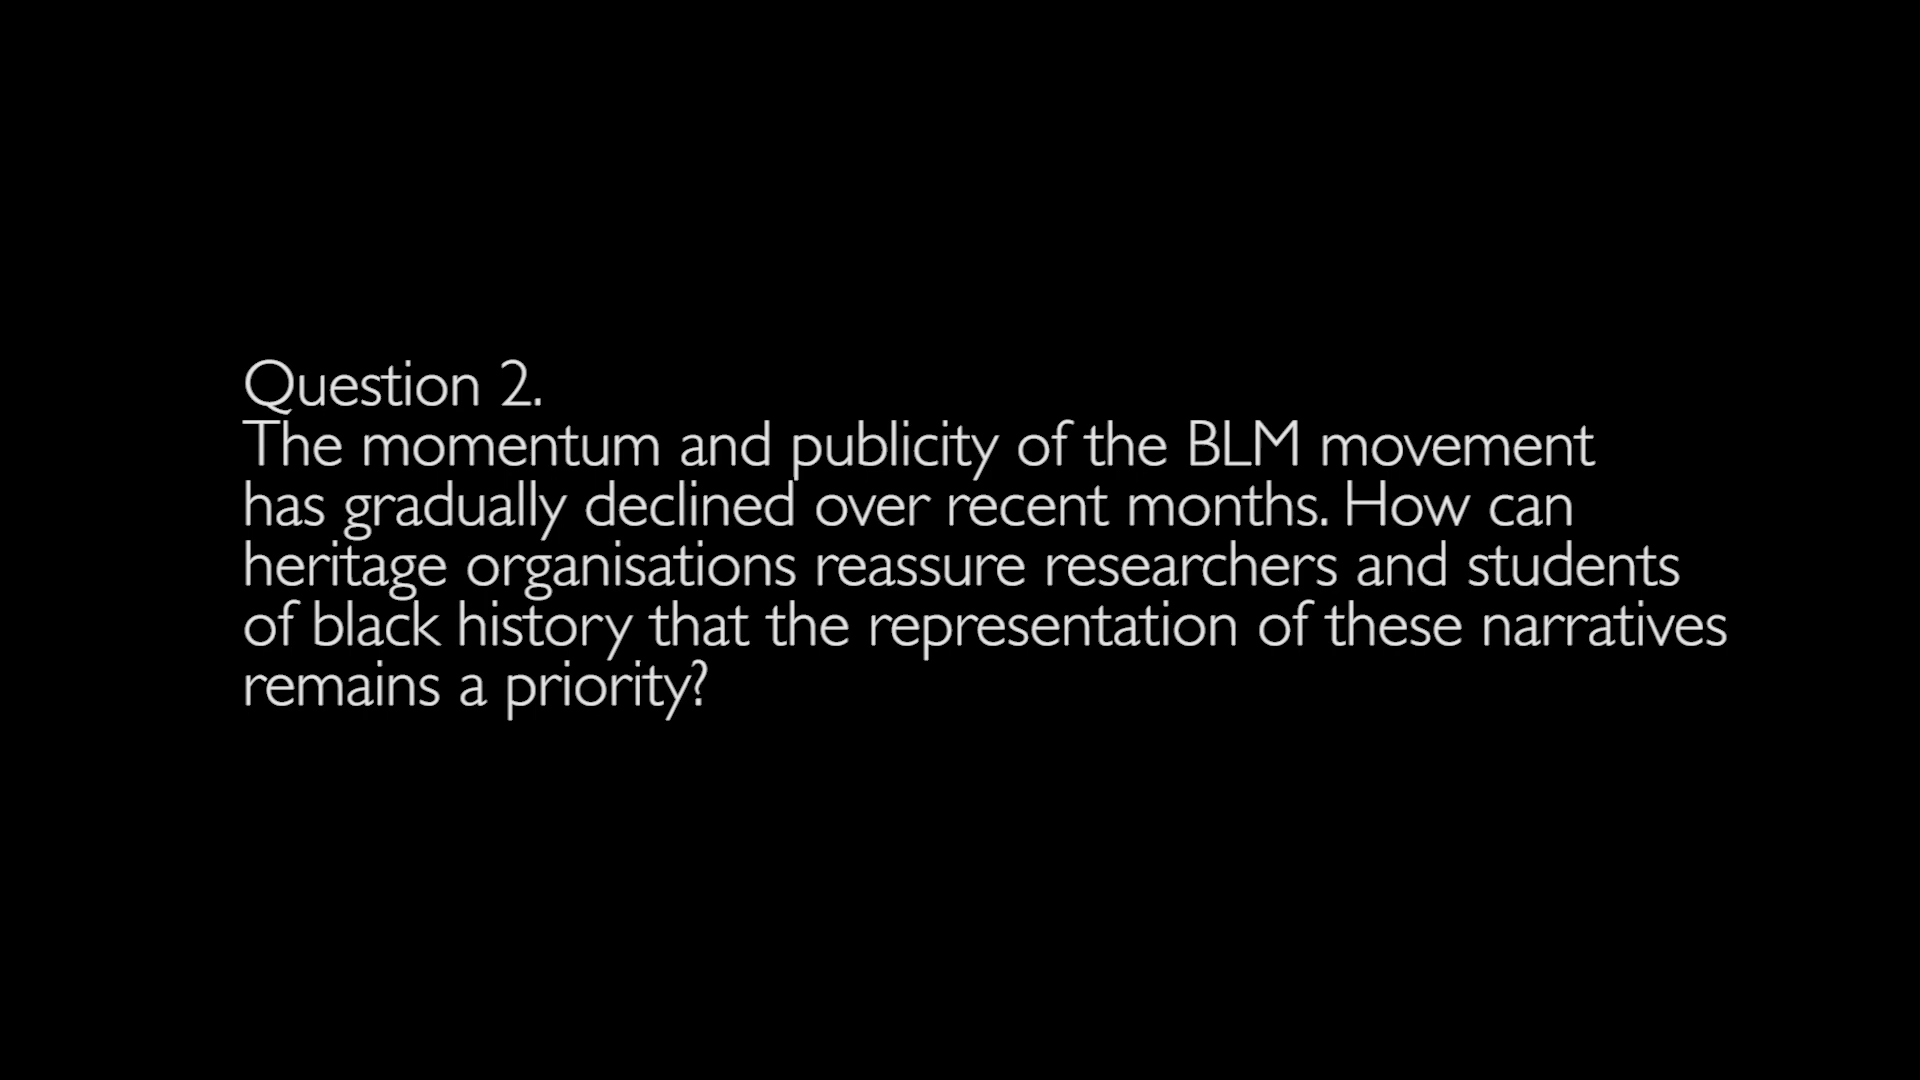 Question 2.
The momentum and publicity of the BLM movement
has gradually declined over recent months. How can
heritage organisations reassure researchers and students
of black history that the representation of these narratives
remains a priority?